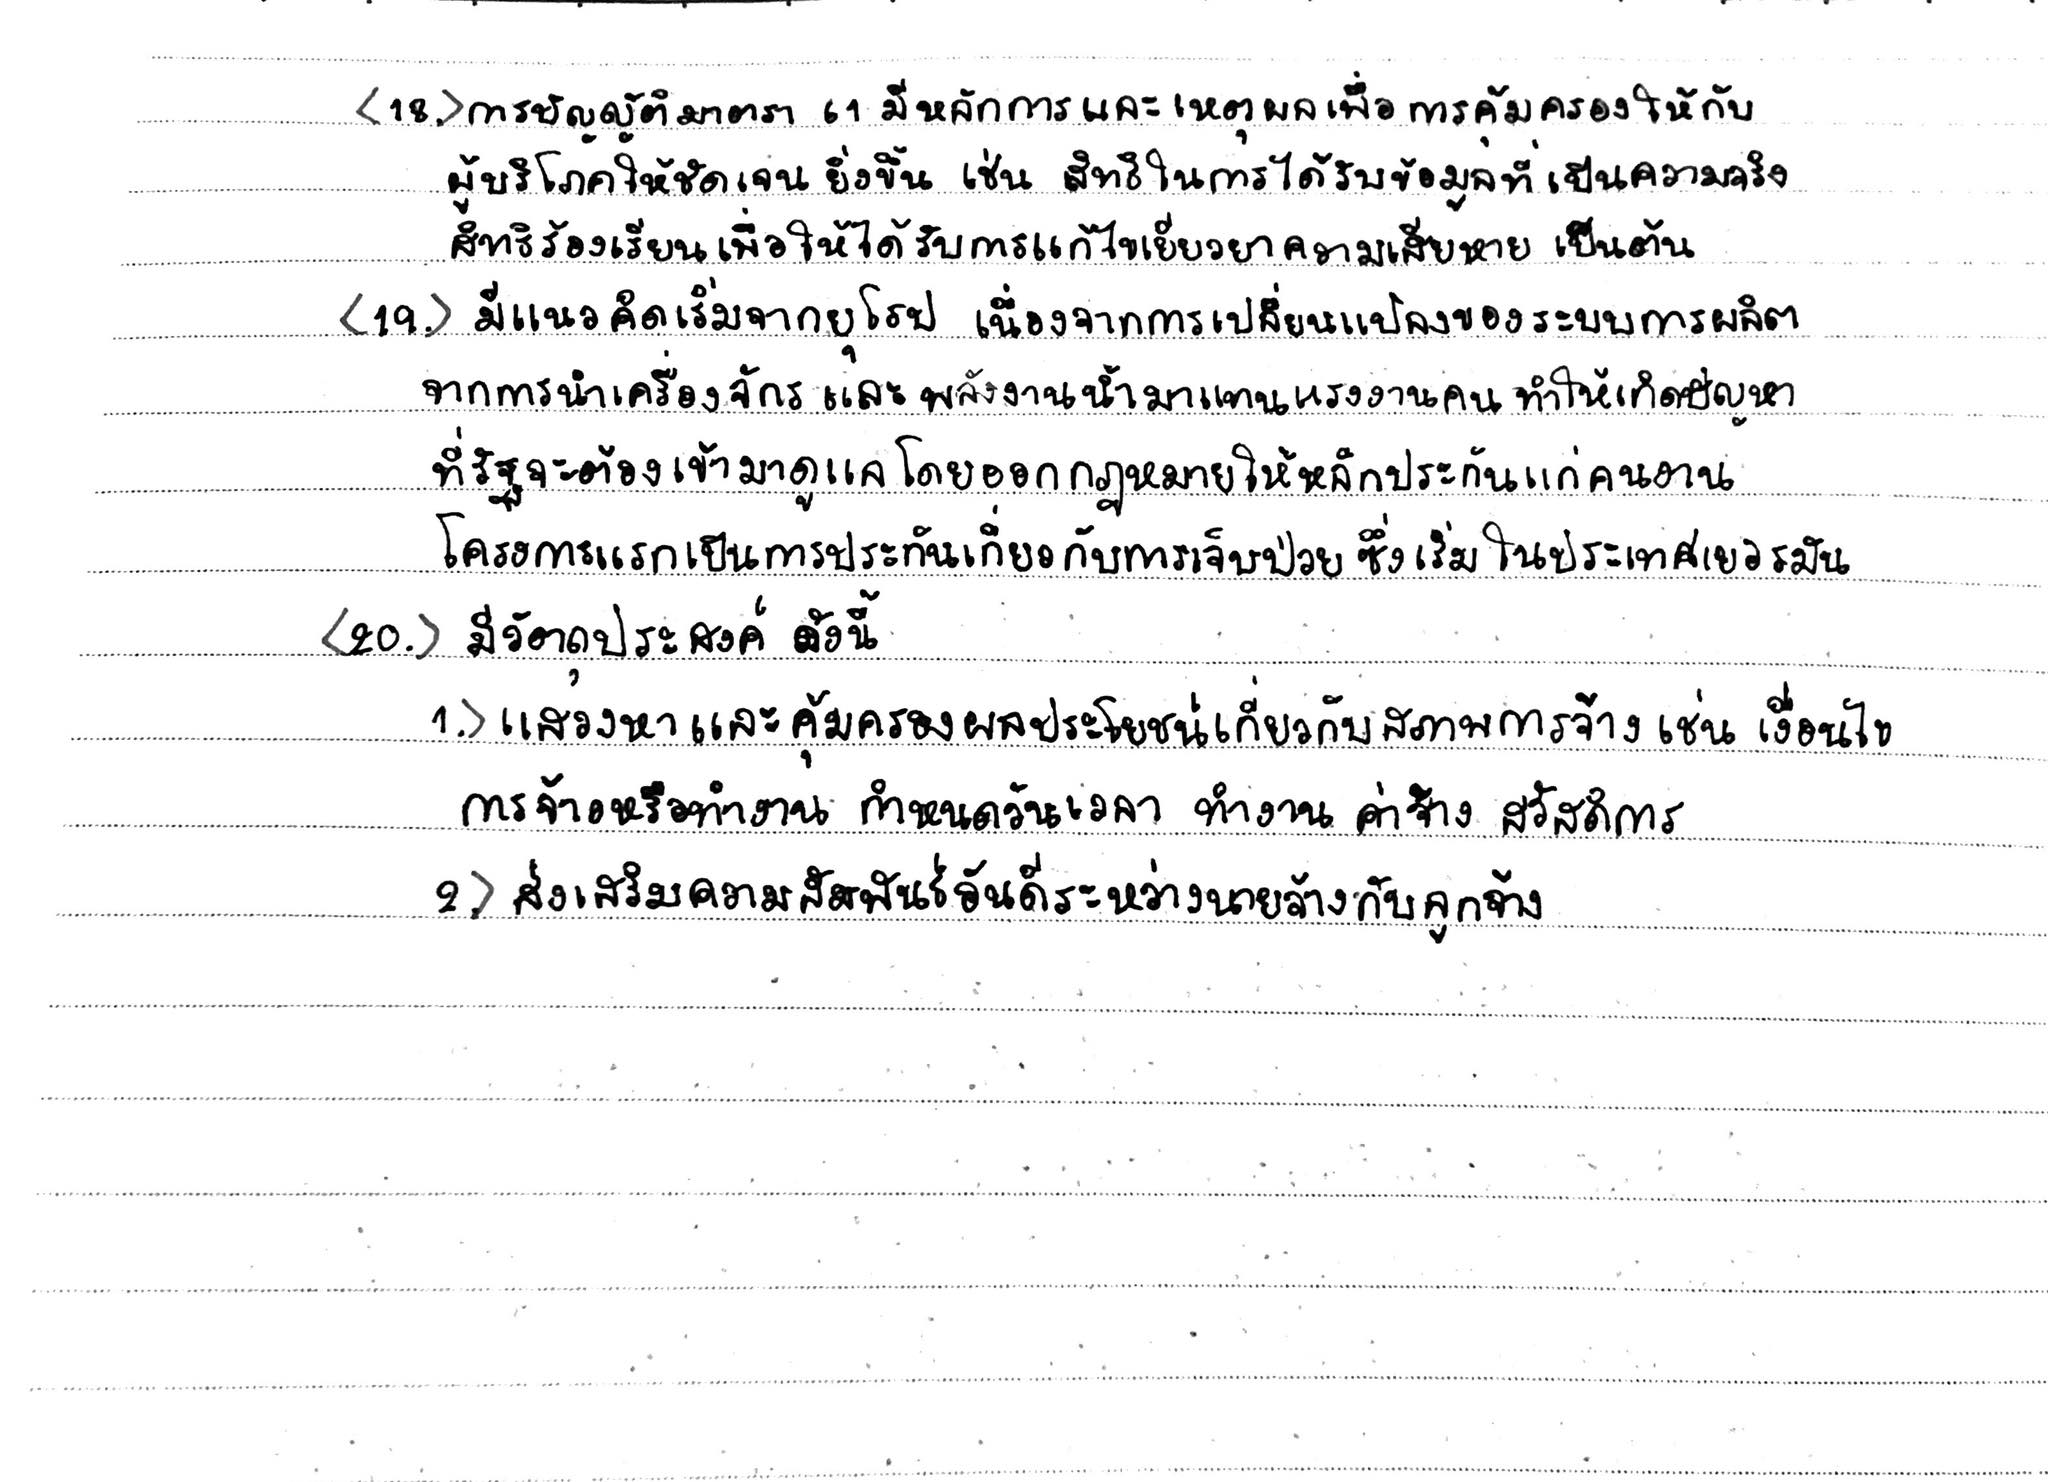 (18.) การบัญญัติมาตรา 61 มีหลักการและเหตุผลเพื่อการคุ้มครองให้กับ
ผู้บริโภคให้ชัดเจน ยิ่งขึ้น เช่น สิทธิในการได้รับข้อมูลที่เป็นความจริง
สิทธิร้องเรียนเพื่อให้ได้รับการแก้ไขเยียวยาความเสียหาย เป็นต้น
(19.) มีแนวคิดเริ่มจากยุโรป เนื่องจากการเปลี่ยนแปลงของระบบการผลิต
จากการนำเครื่องจักร และ พลังงานน้ำมาแทนแรงงานคน ทำให้เกิดปัญหา
ที่รัฐจะต้องเข้ามาดูแลโดยออกกฎหมายให้หลักประกันแก่คนงาน
โครงการแรกเป็นการประกันเกี่ยวกับการเจ็บป่วย ซึ่งเริ่มในประเทศเยอรมัน
(20.) มีวัตถุประสงค์ ดังนี้
1.) แสวงหาและคุ้มครองผลประโยชน์เกี่ยวกับสภาพการจ้าง เช่น เงื่อนไข
การจ้างหรือทำงาน กำหนดวันเวลา ทำงาน ค่าจ้าง สวัสดิการ
2.) ส่งเสริมความสัมพันธ์อันดีระหว่างนายจ้างกับลูกจ้าง